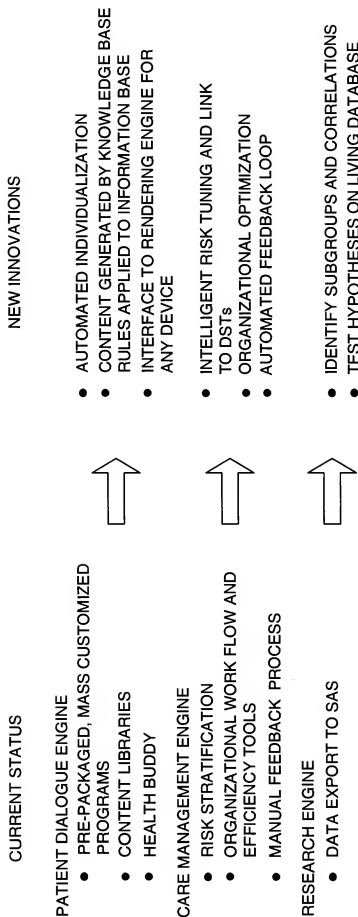 CURRENT STATUS
PATIENT DIALOGUE ENGINE
● PRE-PACKAGED, MASS CUSTOMIZED
PROGRAMS
● CONTENT LIBRARIES
● HEALTH BUDDY
CARE MANAGEMENT ENGINE
● RISK STRATIFICATION
● ORGANIZATIONAL WORK FLOW AND
EFFICIENCY TOOLS
● MANUAL FEEDBACK PROCESS
RESEARCH ENGINE
● DATA EXPORT TO SAS
NEW INNOVATIONS
● AUTOMATED INDIVIDUALIZATION
● CONTENT GENERATED BY KNOWLEDGE BASE
RULES APPLIED TO INFORMATION BASE
● INTERFACE TO RENDERING ENGINE FOR
ANY DEVICE
● INTELLIGENT RISK TUNING AND LINK
TO DSTs
● ORGANIZATIONAL OPTIMIZATION
● AUTOMATED FEEDBACK LOOP
● IDENTIFY SUBGROUPS AND CORRELATIONS
● TEST HYPOTHESES ON LIVING DATABASE